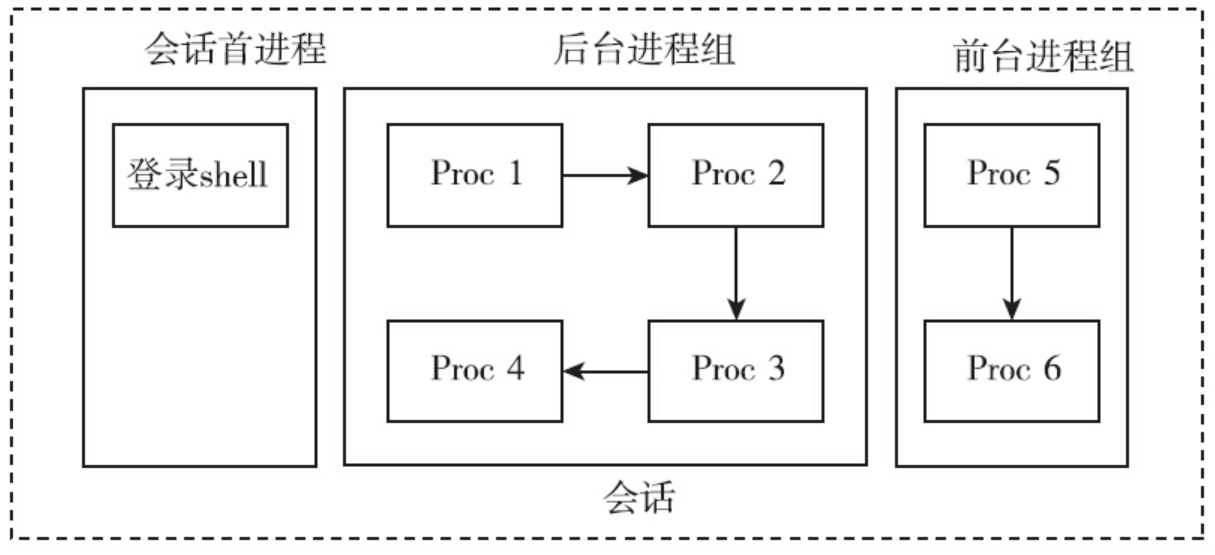 会话首进程
后台进程组
前台进程组
登录shell
Proc 1
Proc 2
Proc 5
Proc 4
Proc 3
Proc 6
会话